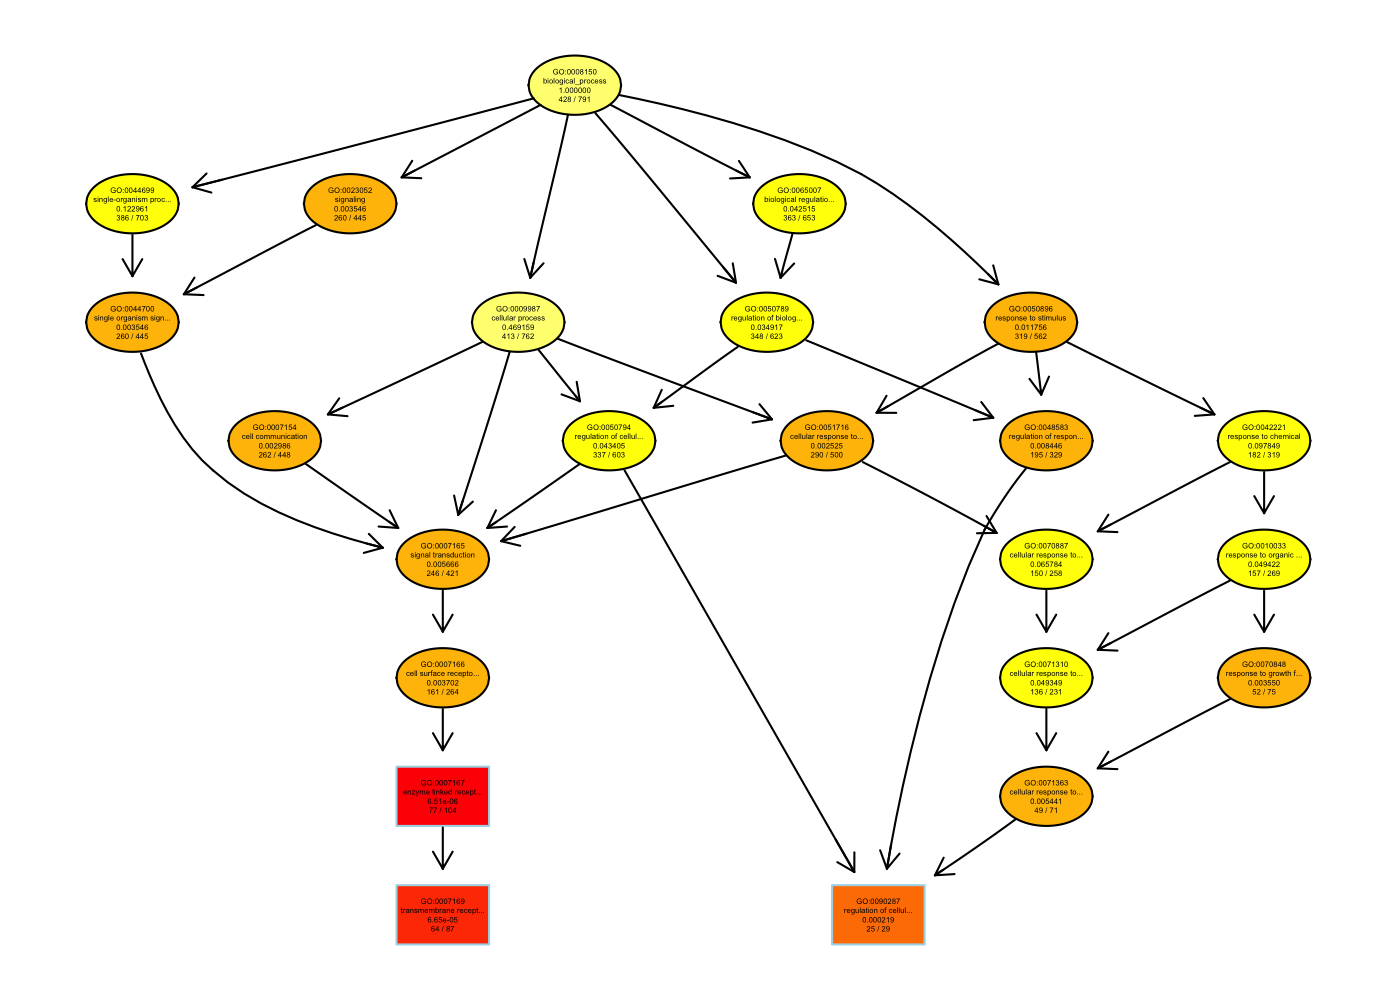 GO:0008150
biological_process
1.000000
428 / 791
GO:0044699
single-organism proc...
0.122961
386 / 703
GO:0023052
signaling
0.003546
260 / 445
GO:0065007
biological regulatio...
0.042515
363 / 653
GO:0044700
single organism sign...
0.003546
260 / 445
GO:0009987
cellular process
0.469159
413 / 762
GO:0050789
regulation of biolog...
0.034917
348 / 623
GO:0050896
response to stimulus
0.011756
319 / 562
GO:0007154
cell communication
0.002986
262 / 448
GO:0050794
regulation of cellul...
0.043405
337 / 603
GO:0051716
cellular response to...
0.002525
290 / 500
GO:0048583
regulation of respon...
0.008446
195 / 329
GO:0042221
response to chemical
0.097849
182 / 319
GO:0007165
signal transduction
0.005666
246 / 421
GO:0070887
cellular response to...
0.065784
150 / 258
GO:0010033
response to organic ...
0.049422
157 / 269
GO:0007166
cell surface recepto...
0.003702
161 / 264
GO:0071310
cellular response to...
0.049349
136 / 231
GO:0070848
response to growth f...
0.003550
52 / 75
GO:0007167
enzyme linked recept...
6.51e-06
77 / 104
GO:0071363
cellular response to...
0.005441
49 / 71
GO:0007169
transmembrane recept...
6.65e-05
64 / 87
GO:0090287
regulation of cellul...
0.000219
25 / 29